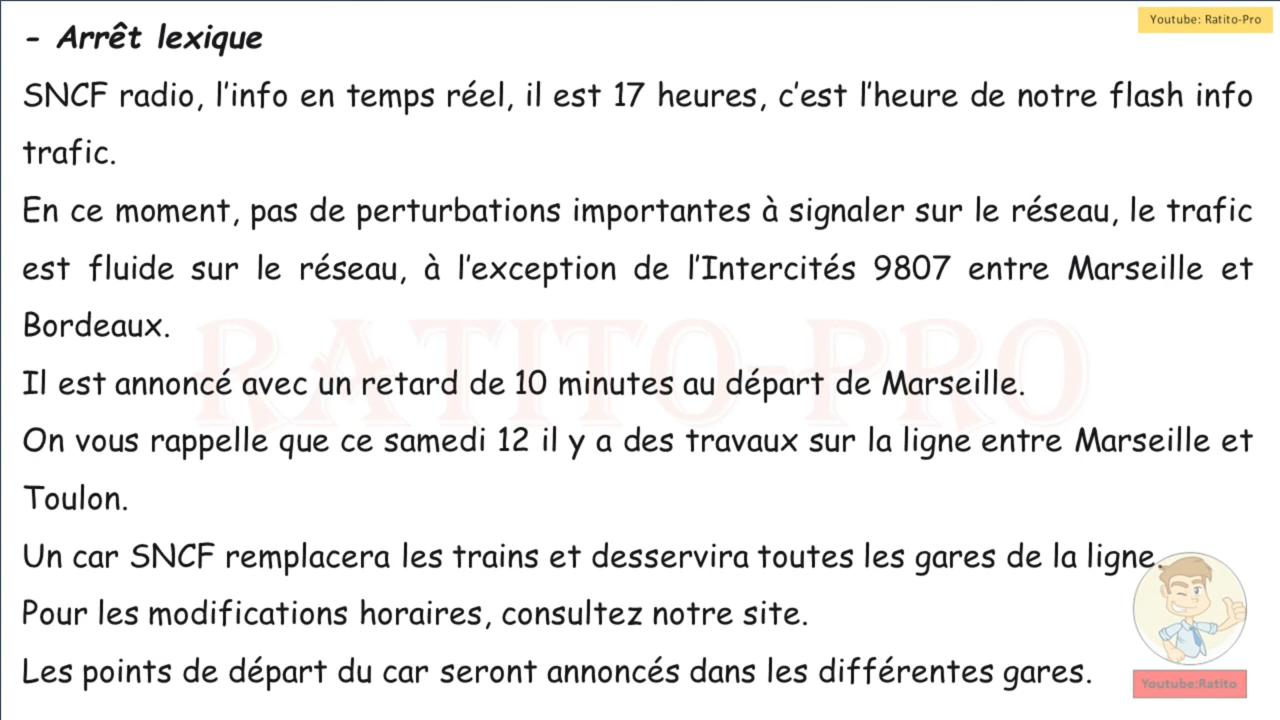 Youtube: Ratito-Pro
- Arrêt lexique
SNCF radio, l'info en temps réel, il est 17 heures, c'est l'heure de notre flash info
trafic.
En ce moment, pas de perturbations importantes à signaler sur le réseau, le trafic
est fluide sur le réseau, à l'exception de l'Intercités 9807 entre Marseille et
Bordeaux.
RATITO-PRO
Il est annoncé avec un retard de 10 minutes au départ de Marseille.
On vous rappelle que ce samedi 12 il y a des travaux sur la ligne entre Marseille et
Toulon.
Un car SNCF remplacera les trains et desservira toutes les gares de la ligne.
Pour les modifications horaires, consultez notre site.
Les points de départ du car seront annoncés dans les différentes gares.
Youtube:Ratito